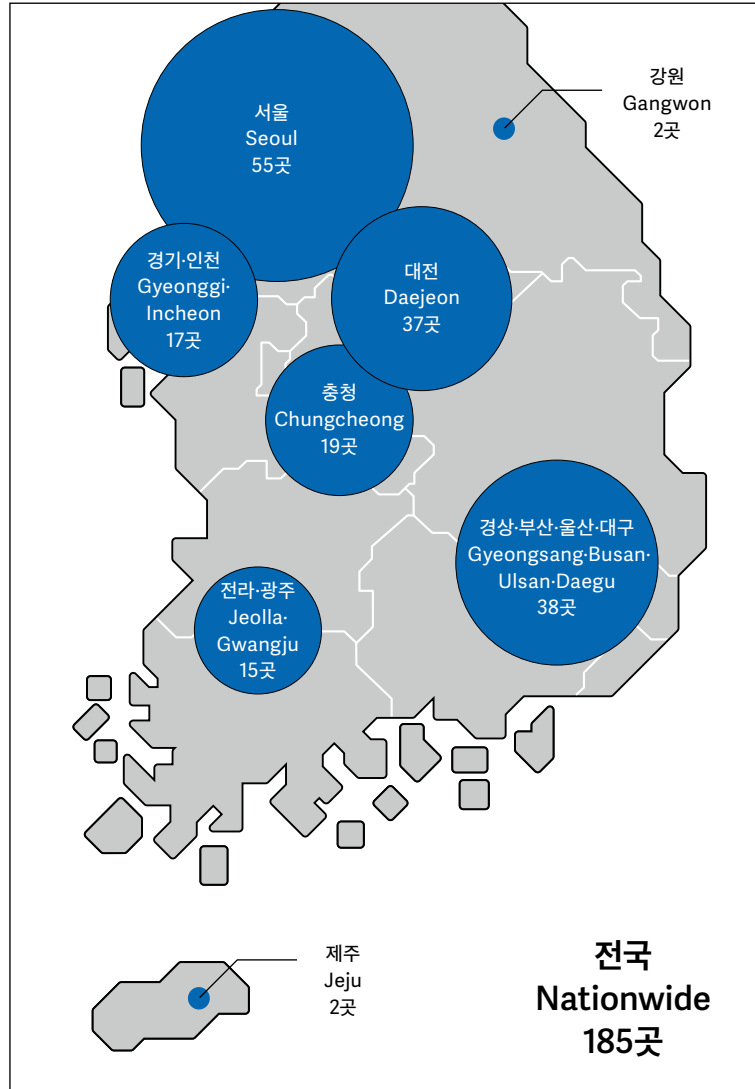 서울
Seoul
55곳
강원
Gangwon
2곳
경기·인천
Gyeonggi·
Incheon
17곳
대전
Daejeon
37곳
충청
Chungcheong
19곳
경상·부산·울산·대구
Gyeongsang·Busan·
Ulsan·Daegu
38곳
전라·광주
Jeolla·
Gwangju
15곳
제주
Jeju
2곳
전국
Nationwide
185곳